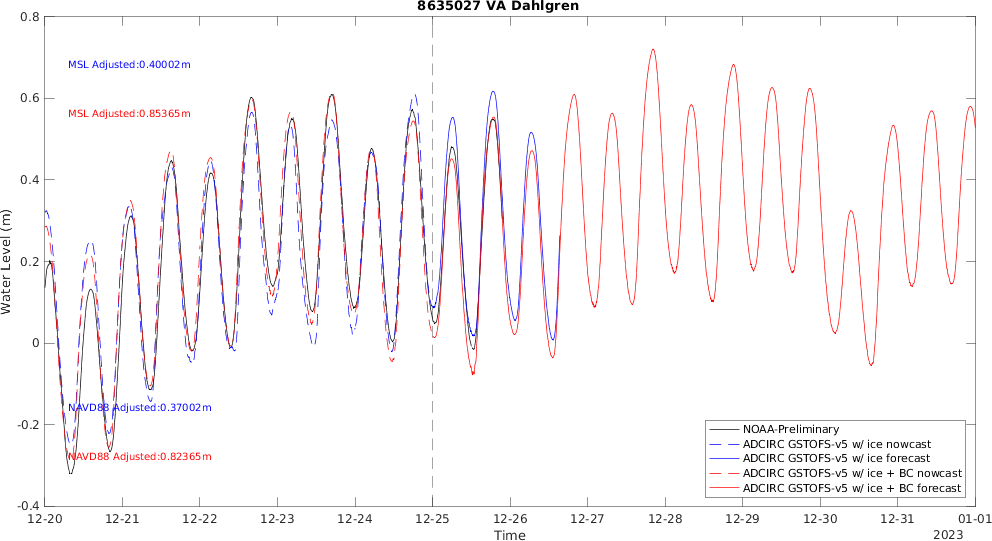 8635027 VA Dahlgren
0.8
0.6
0.4
0.2
0
-0.2
-0.4
Water Level (m)
MSL Adjusted:0.40002m
MSL Adjusted:0.85365m
NAVD88 Adjusted:0.37002m
NAVD88 Adjusted:0.82365m
NOAA-Preliminary
ADCIRC GSTOFS-v5 w/ ice nowcast
ADCIRC GSTOFS-v5 w/ ice forecast
ADCIRC GSTOFS-v5 w/ ice + BC nowcast
ADCIRC GSTOFS-v5 w/ ice + BC forecast
12-20 12-21 12-22 12-23 12-24 12-25 12-26 12-27 12-28 12-29 12-30 12-31 01-01
Time
2023